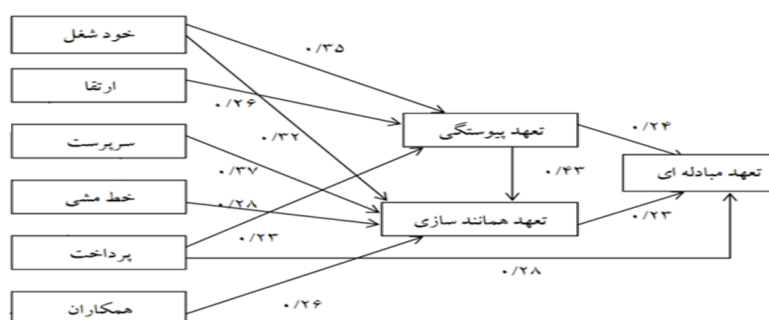 خود شغل
ارتقا
سرپرست
خط مشی
پرداخت
همکاران
۰/۳۵
۰/۲۶
۰/۳۲
۰/۳۷
۰/۲۸
۰/۲۳
۰/۲۶
تعهد پیوستگی
۰/۴۳
تعهد همانند سازی
۰/۲۴
۰/۲۳
۰/۲۸
تعهد مبادله ای